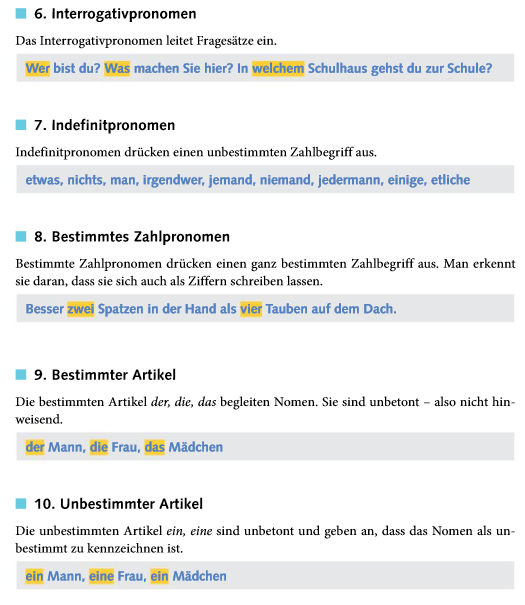 6. Interrogativpronomen
Das Interrogativpronomen leitet Fragesätze ein.
Wer bist du? Was machen Sie hier? In welchem Schulhaus gehst du zur Schule?
7. Indefinitpronomen
Indefinitpronomen drücken einen unbestimmten Zahlbegriff aus.
etwas, nichts, man, irgendwer, jemand, niemand, jedermann, einige, etliche
8. Bestimmtes Zahlpronomen
Bestimmte Zahlpronomen drücken einen ganz bestimmten Zahlbegriff aus. Man erkennt
sie daran, dass sie sich auch als Ziffern schreiben lassen.
Besser zwei Spatzen in der Hand als vier Tauben auf dem Dach.
9. Bestimmter Artikel
Die bestimmten Artikel der, die, das begleiten Nomen. Sie sind unbetont – also nicht hin-
weisend.
der Mann, die Frau, das Mädchen
10. Unbestimmter Artikel
Die unbestimmten Artikel ein, eine sind unbetont und geben an, dass das Nomen als un-
bestimmt zu kennzeichnen ist.
ein Mann, eine Frau, ein Mädchen